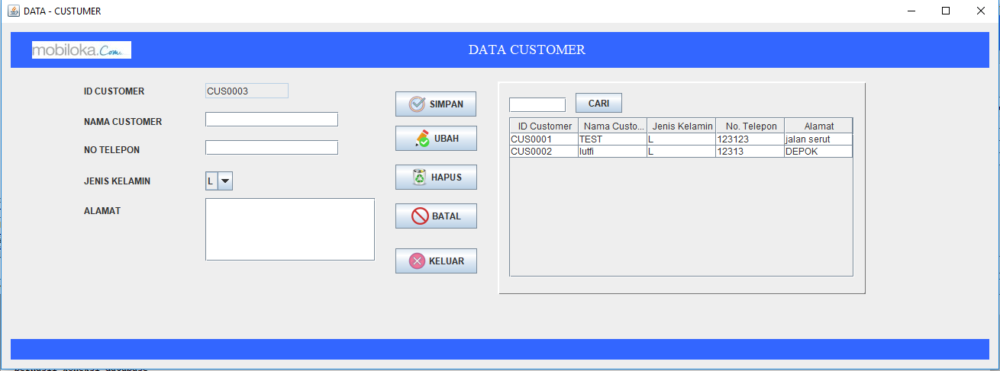 DATA - CUSTUMER
mobiloka.Com
DATA CUSTOMER
ID CUSTOMER
CUS0003
NAMA CUSTOMER
NO TELEPON
JENIS KELAMIN
L
ALAMAT
SIMPAN
UBAH
HAPUS
BATAL
KELUAR
CARI
ID Customer Nama Custo... Jenis Kelamin No. Telepon Alamat
CUS0001 TEST L 123123 jalan serut
CUS0002 lutfi L 12313 DEPOK